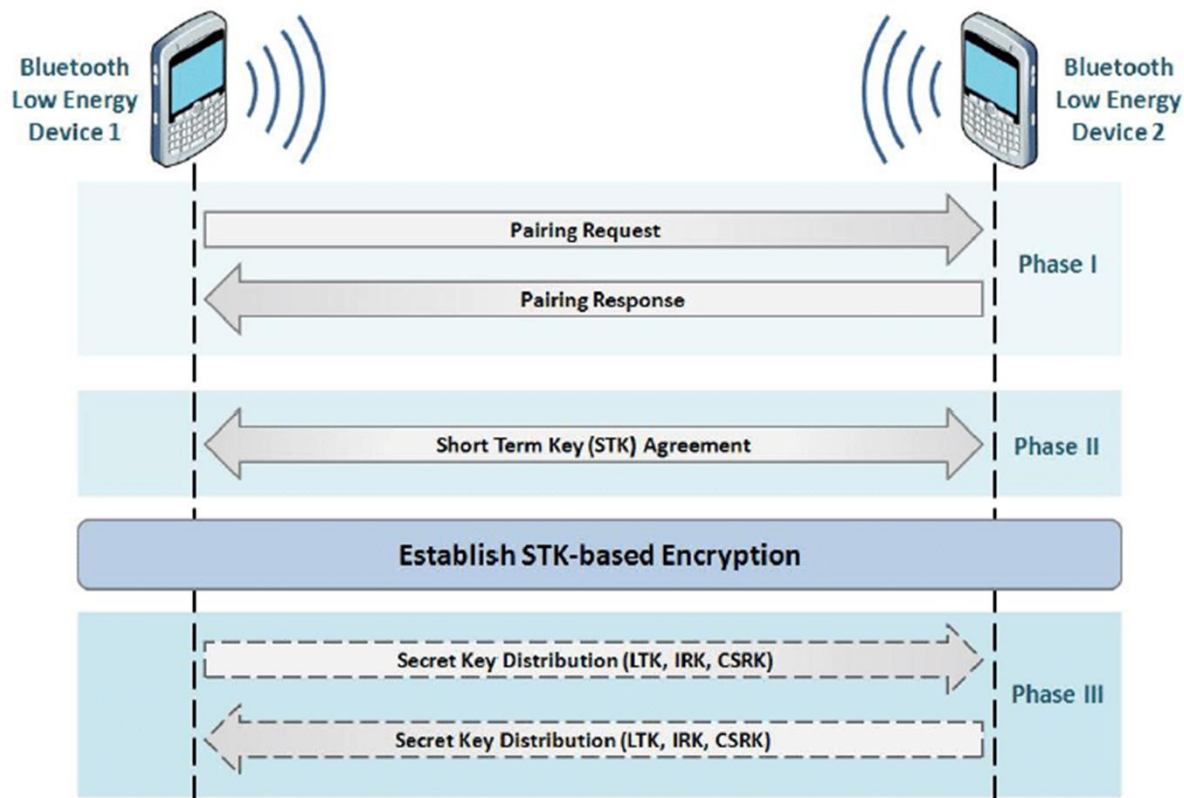 Bluetooth
Low Energy
Device 1
Bluetooth
Low Energy
Device 2
Pairing Request
Phase I
Pairing Response
Short Term Key (STK) Agreement
Phase II
Establish STK-based Encryption
Secret Key Distribution (LTK, IRK, CSRK)
Phase III
Secret Key Distribution (LTK, IRK, CSRK)